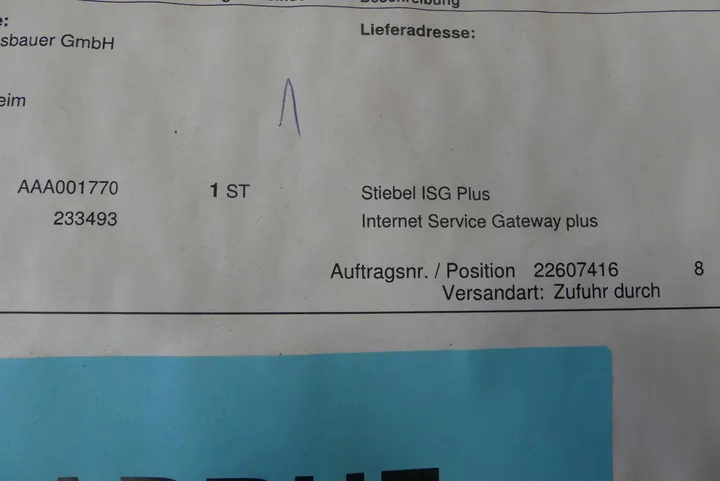 Beschreibung
e:
sbauer GmbH
Lieferadresse:
eim
AAA001770 1 ST Stiebel ISG Plus
233493 Internet Service Gateway plus
Auftragsnr. / Position 22607416 8
Versandart: Zufuhr durch